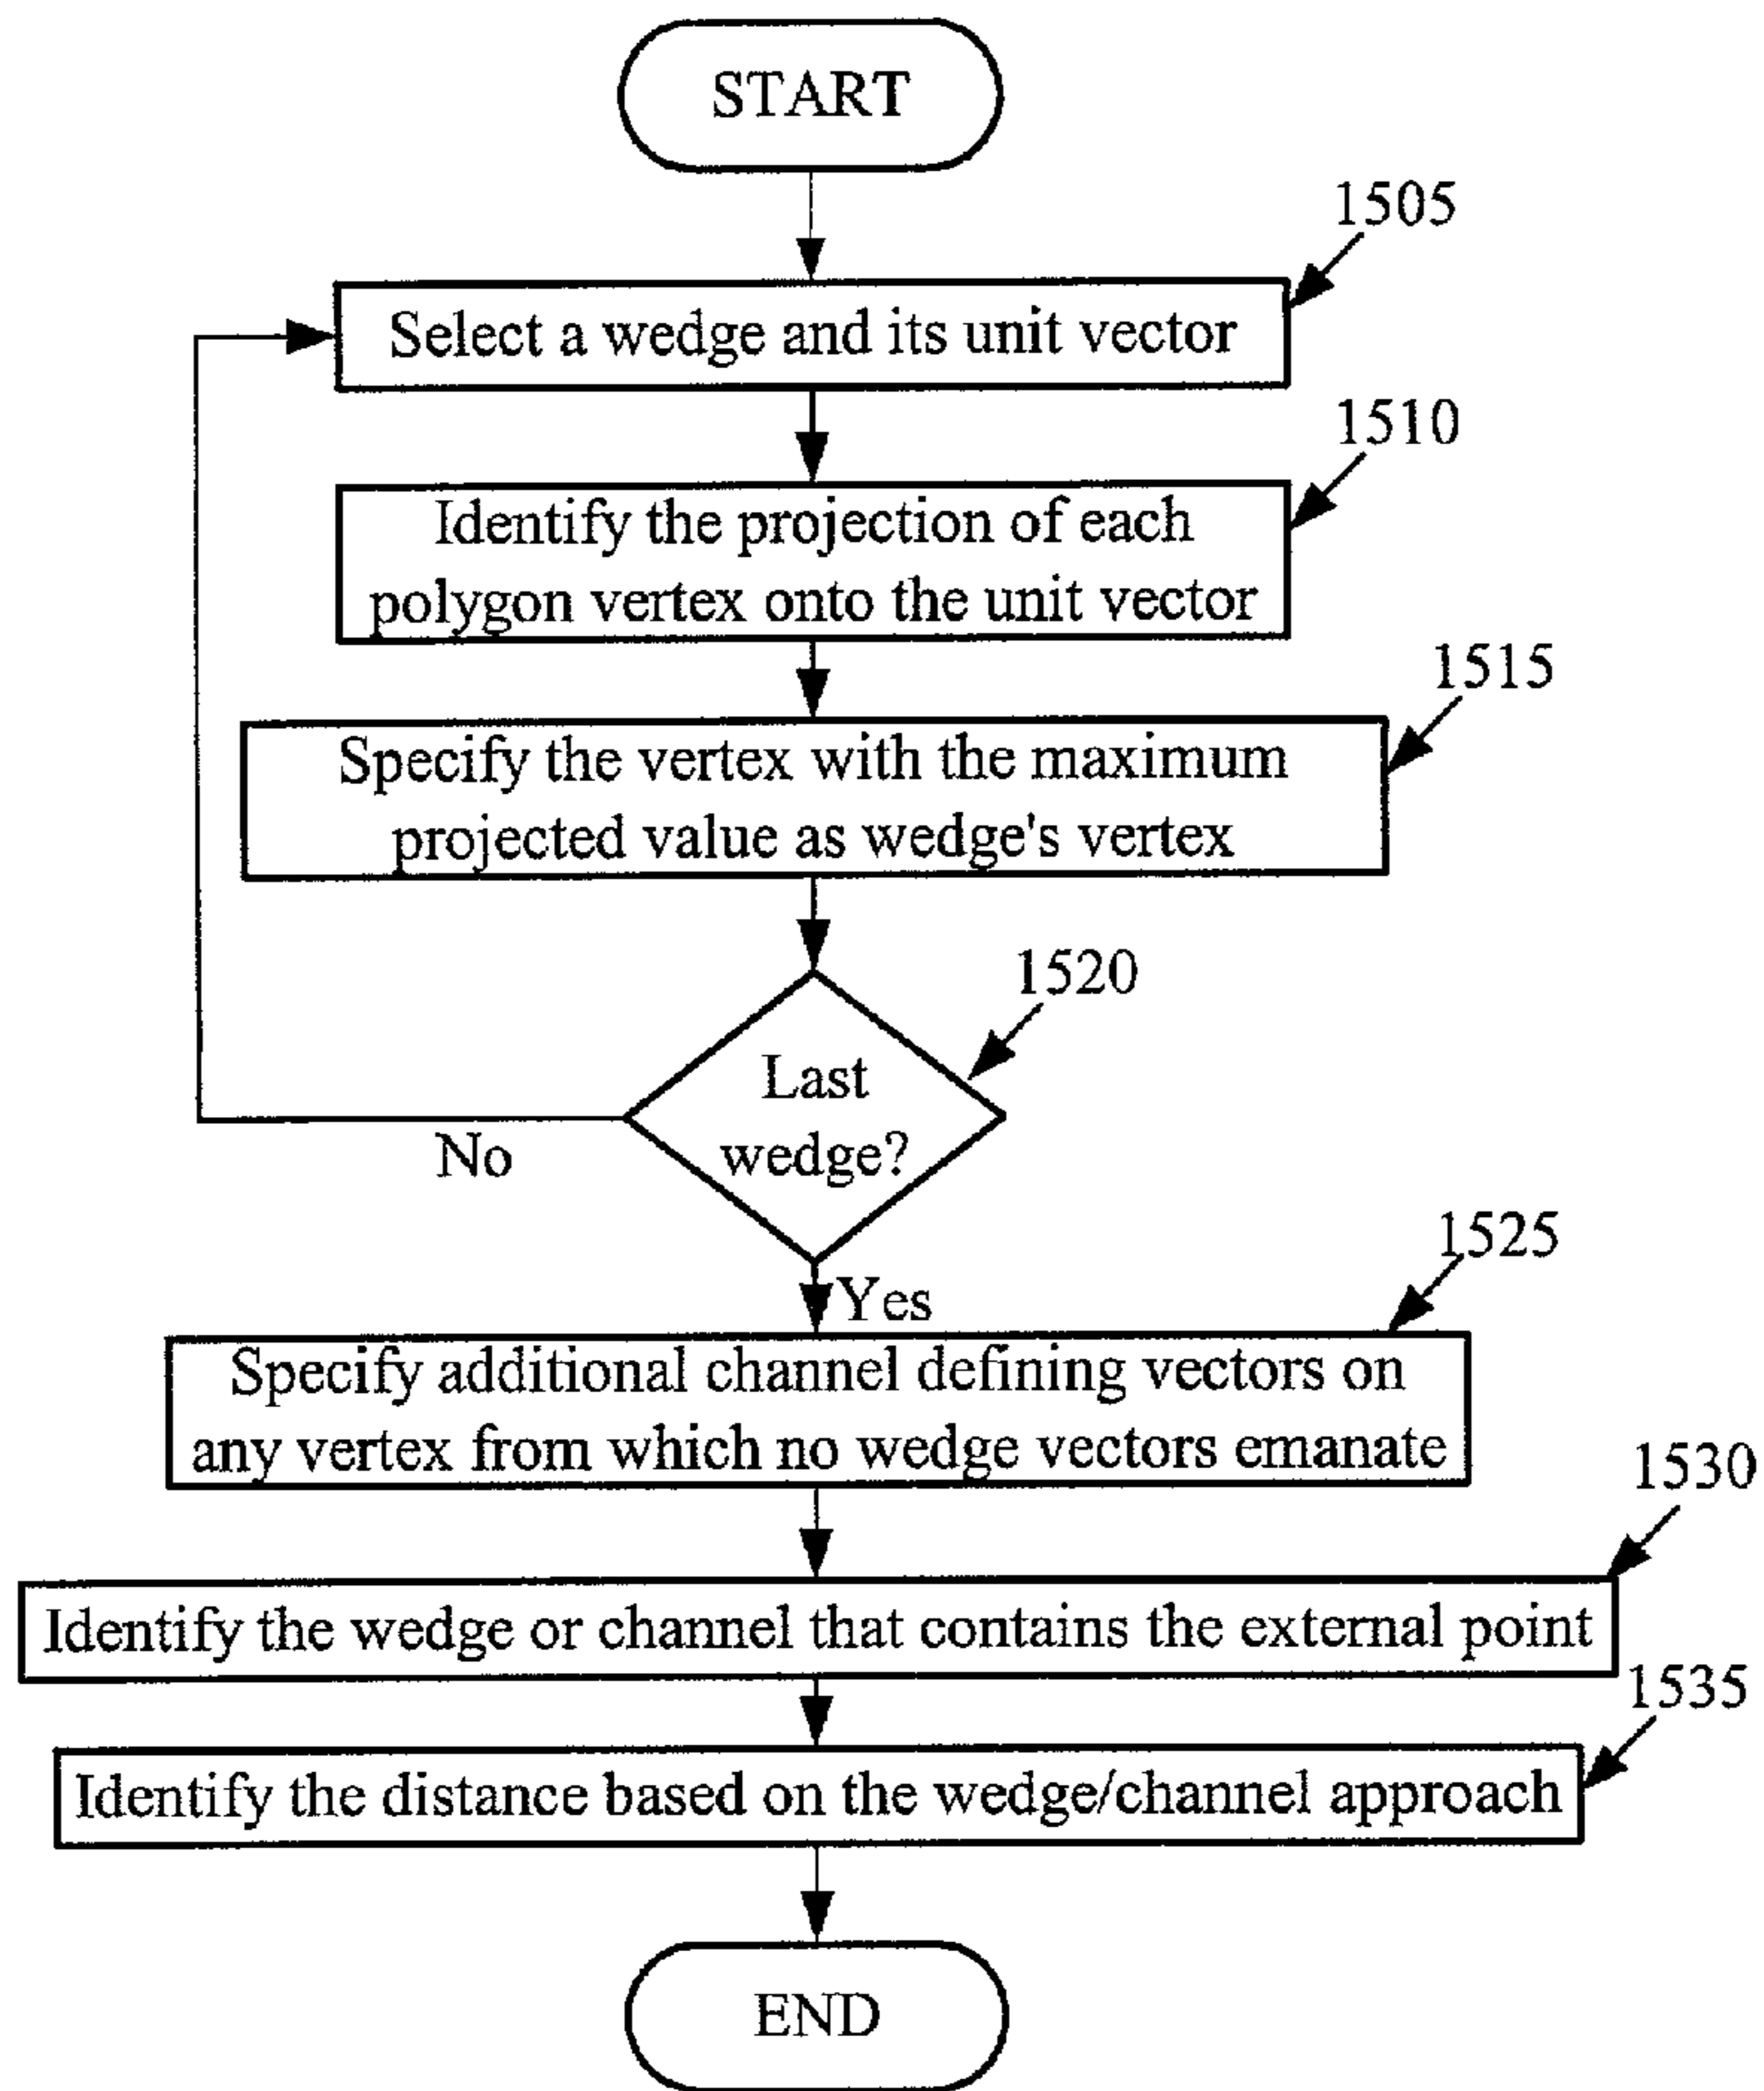 START
1505
Select a wedge and its unit vector
1510
Identify the projection of each
polygon vertex onto the unit vector
1515
Specify the vertex with the maximum
projected value as wedge's vertex
1520
Last
wedge?
No
Yes
1525
Specify additional channel defining vectors on
any vertex from which no wedge vectors emanate
1530
Identify the wedge or channel that contains the external point
1535
Identify the distance based on the wedge/channel approach
END